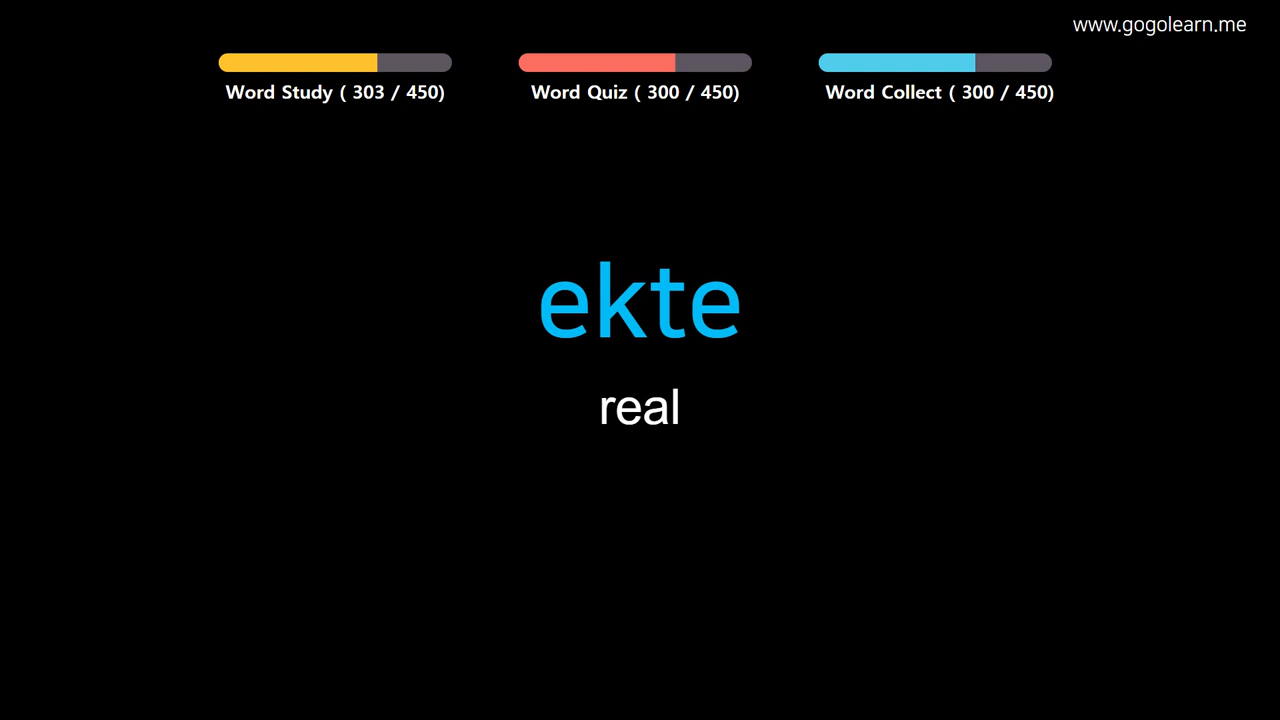 www.gogolearn.me
Word Study ( 303 / 450)
Word Quiz ( 300 / 450)
Word Collect ( 300 / 450)
ekte
real